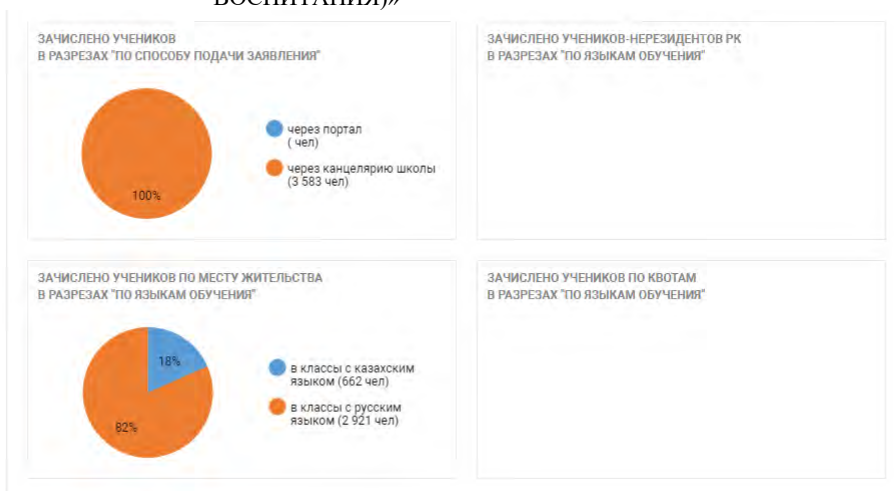 ВОСПИТАНИЯ)»
ЗАЧИСЛЕНО УЧЕНИКОВ
В РАЗРЕЗАХ "ПО СПОСОБУ ПОДАЧИ ЗАЯВЛЕНИЯ"
через портал
( чел)
через канцелярию школы
(3 583 чел)
100%
ЗАЧИСЛЕНО УЧЕНИКОВ-НЕРЕЗИДЕНТОВ РК
В РАЗРЕЗАХ "ПО ЯЗЫКАМ ОБУЧЕНИЯ"
ЗАЧИСЛЕНО УЧЕНИКОВ ПО МЕСТУ ЖИТЕЛЬСТВА
В РАЗРЕЗАХ "ПО ЯЗЫКАМ ОБУЧЕНИЯ"
18%
82%
в классы с казахским
языком (662 чел)
в классы с русским
языком (2 921 чел)
ЗАЧИСЛЕНО УЧЕНИКОВ ПО КВОТАМ
В РАЗРЕЗАХ "ПО ЯЗЫКАМ ОБУЧЕНИЯ"